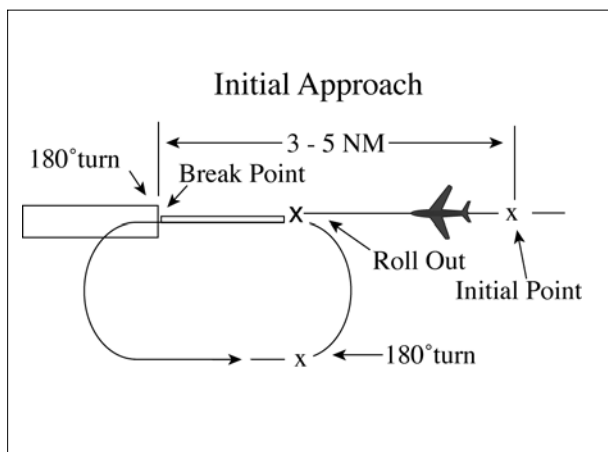 Initial Approach
3 - 5 NM
180°turn
Break Point
x
x
Roll Out
Initial Point
x
180°turn